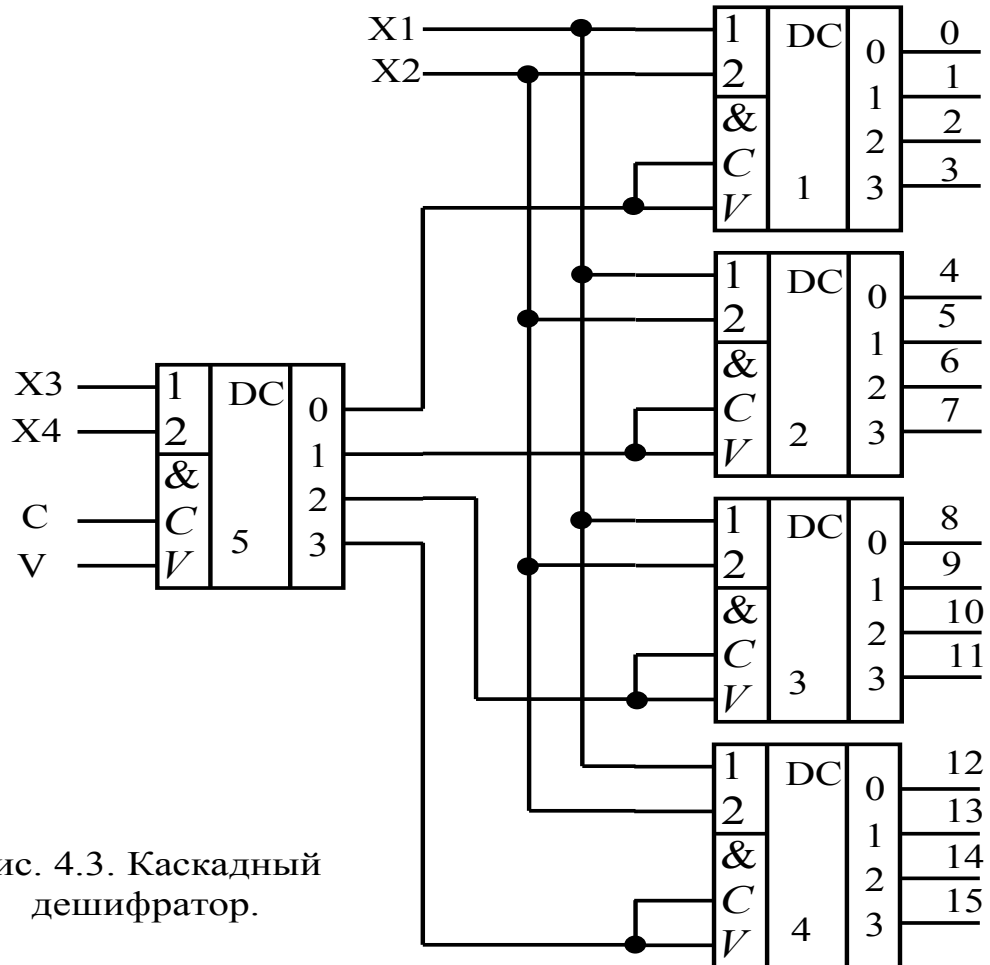 X1
X2
1 DC 0 0
2 1 1
& 2 2
C 3 3
V 1
1 DC 0 4
2 1 5
& 2 6
C 3 7
V 2
X3
X4
C
V
1 DC 0
2 1
& 2
C 3
V 5
1 DC 0 8
2 1 9
& 2 10
C 3 11
V 3
1 DC 0 12
2 1 13
& 2 14
C 3 15
V 4
ис. 4.3. Каскадный
дешифратор.